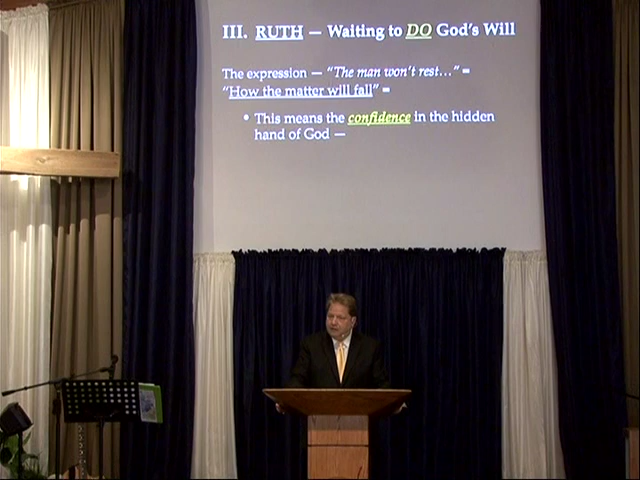 III. RUTH — Waiting to DO God's Will
The expression — "The man won't rest…" =
"How the matter will fall" =
• This means the confidence in the hidden
hand of God —